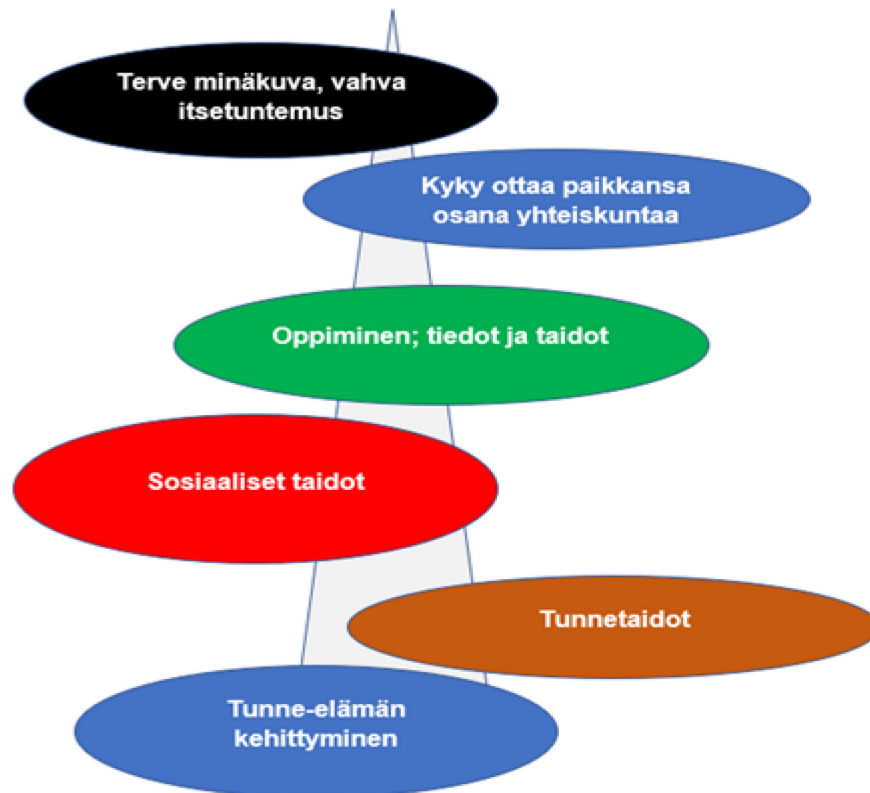 Terve minäkuva, vahva
itsetuntemus
Kyky ottaa paikkansa
osana yhteiskuntaa
Oppiminen; tiedot ja taidot
Sosiaaliset taidot
Tunnetaidot
Tunne-elämän
kehittyminen